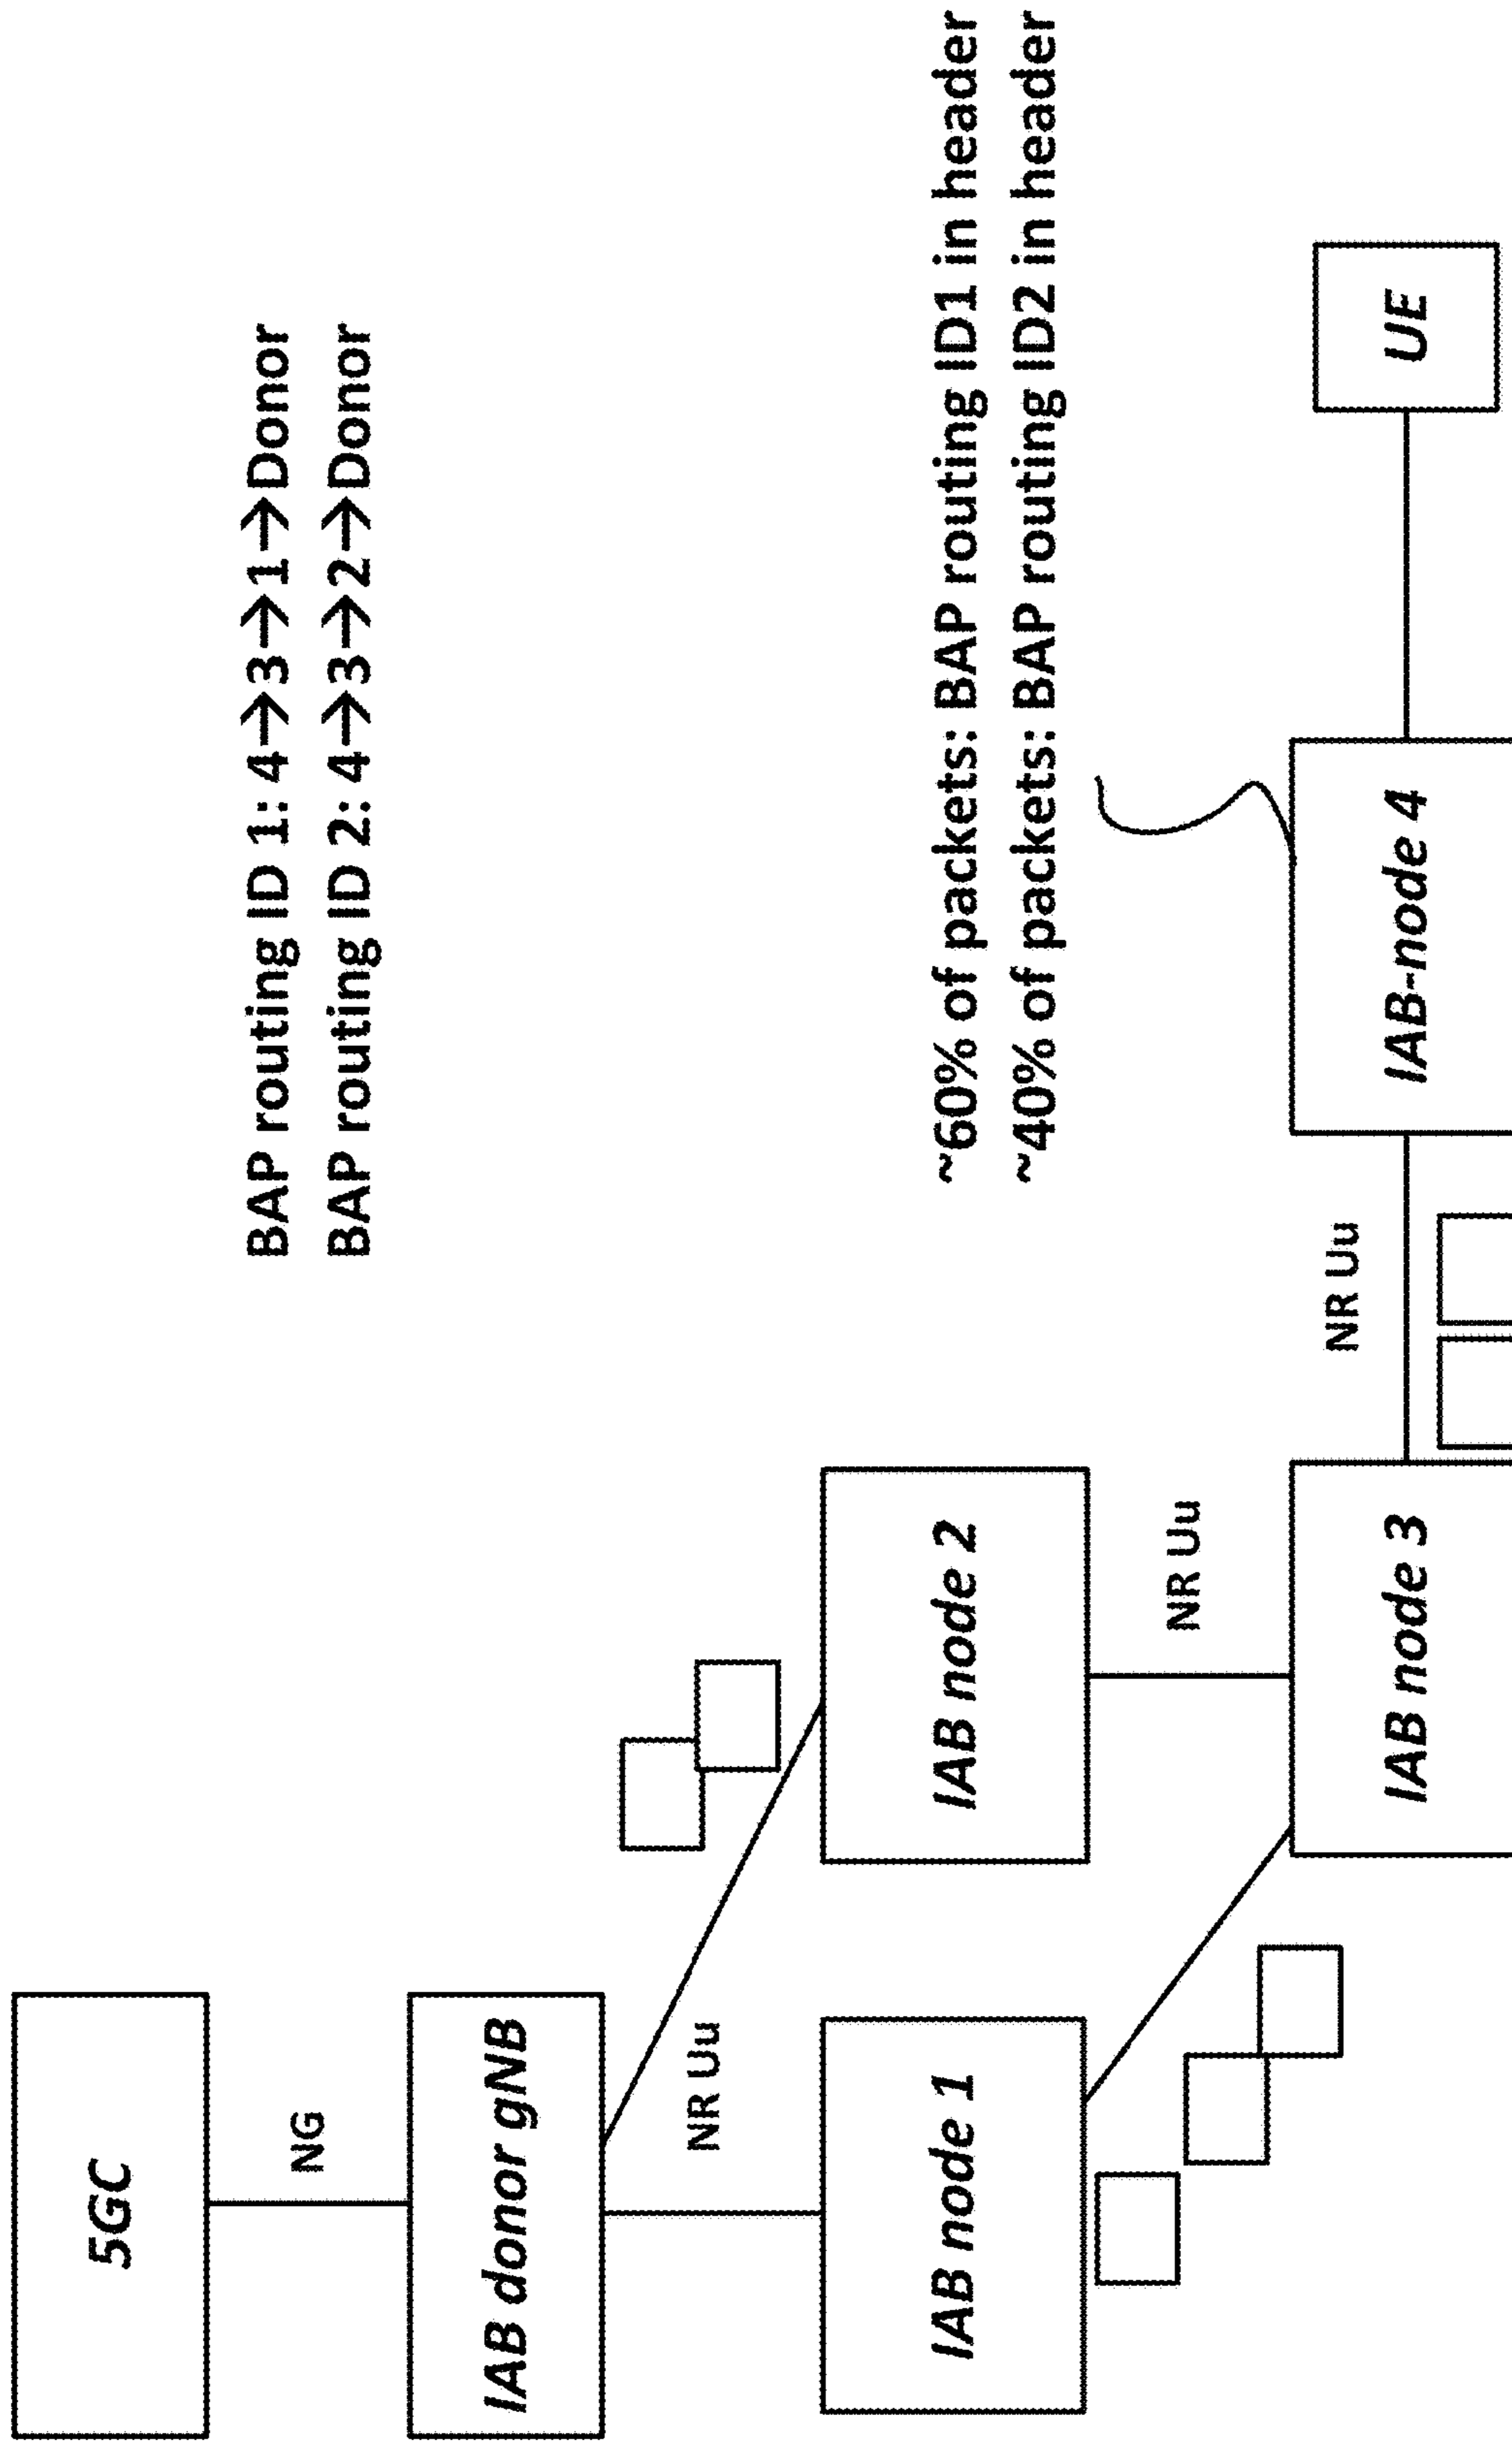 5GC
BAP routing ID 1: 4→3→1→Donor
BAP routing ID 2: 4→3→2→Donor
NG
IAB donor gNB
NR Uu
IAB node 1
IAB node 2
~60% of packets: BAP routing ID1 in header
~40% of packets: BAP routing ID2 in header
NR Uu
NR Uu
IAB node 3
IAB-node 4
UE